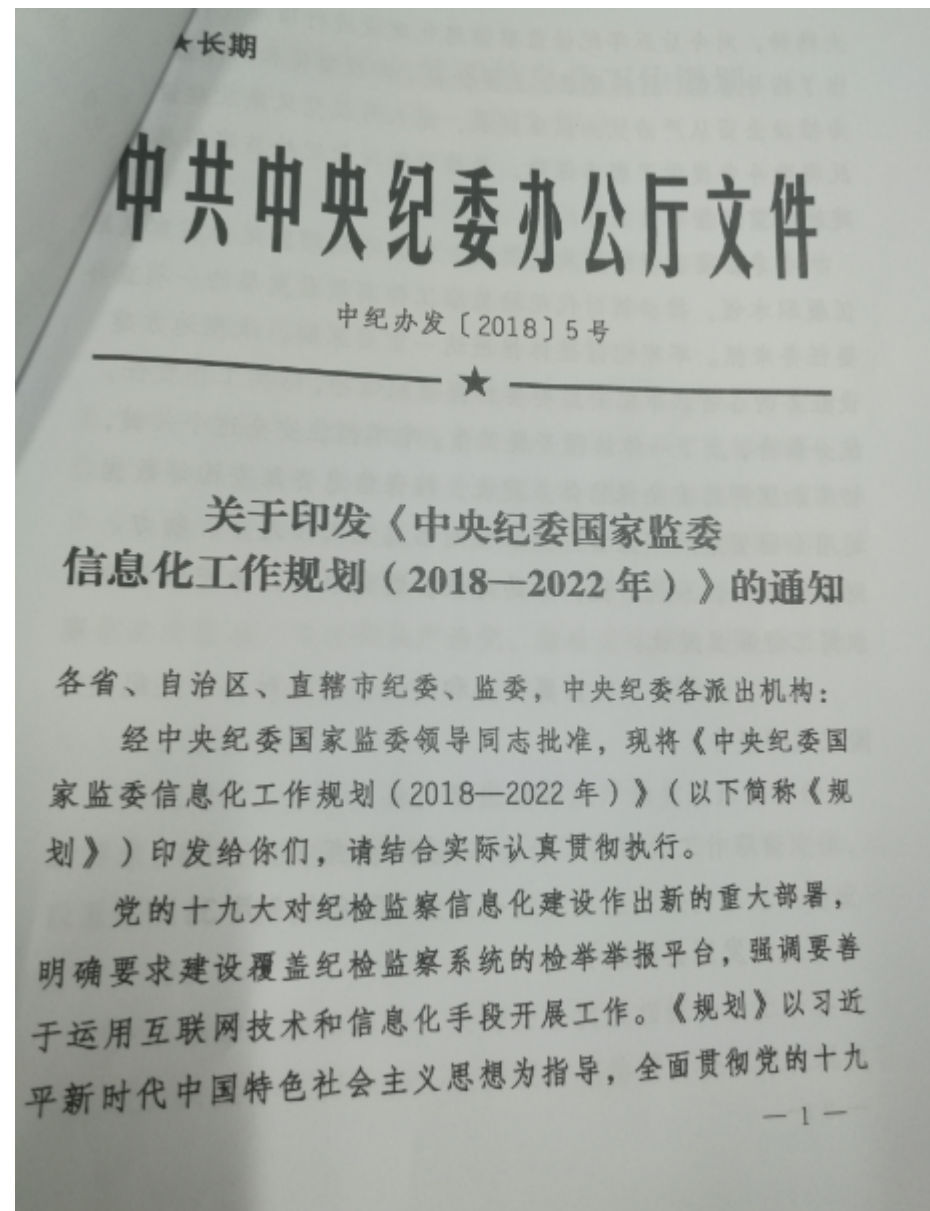 ★长期
中共中央纪委办公厅文件
中纪办发〔2018〕5号
关于印发《中央纪委国家监委
信息化工作规划（2018—2022年）》的通知
各省、自治区、直辖市纪委、监委，中央纪委各派出机构：
经中央纪委国家监委领导同志批准，现将《中央纪委国
家监委信息化工作规划（2018—2022年）》（以下简称《规
划》）印发给你们，请结合实际认真贯彻执行。
党的十九大对纪检监察信息化建设作出新的重大部署，
明确要求建设覆盖纪检监察系统的检举举报平台，强调要善
于运用互联网技术和信息化手段开展工作。《规划》以习近
平新时代中国特色社会主义思想为指导，全面贯彻党的十九
— 1 —